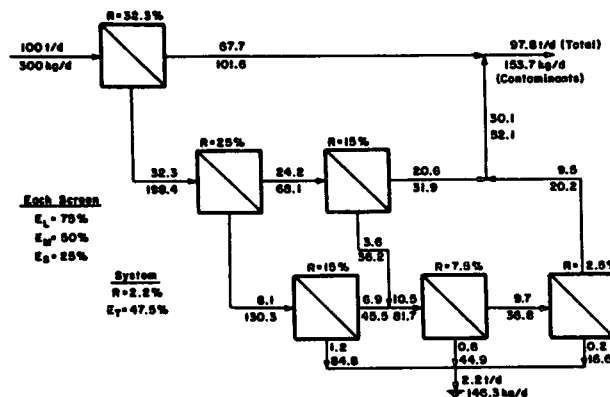 R=32.3%
100 t/d
300 kg/d
67.7
101.6
97.8 t/d (Total)
153.7 kg/d
(Contaminants)
30.1
52.1
R=25%
R=15%
32.3
198.4
24.2
68.1
20.6
31.9
9.5
20.2
Each Screen
E_L = 75%
E_M = 50%
E_S = 25%
System
R=2.2%
E_T=47.5%
3.6
36.2
R=15%
R=7.5%
R= 2.5%
8.1
130.3
6.9
45.5
10.5
81.7
9.7
36.8
1.2
84.8
0.8
44.9
0.2
16.6
2.2 t/d
146.3 kg/d